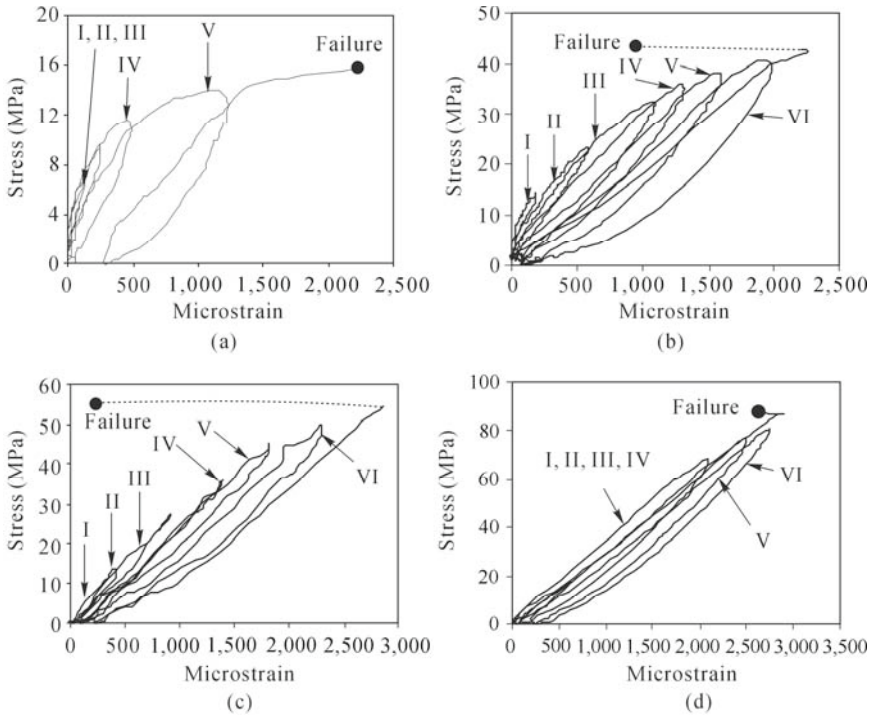 20
16
12
8
4
0
Stress (MPa)
I, II, III
IV
V
Failure
0 500 1,000 1,500 2,000 2,500
Microstrain
(a)
50
40
30
20
10
0
Stress (MPa)
Failure
I
II
III
IV
V
VI
0 500 1,000 1,500 2,000 2,500
Microstrain
(b)
60
50
40
30
20
10
0
Stress (MPa)
Failure
I
II
III
IV
V
VI
0 500 1,000 1,500 2,000 2,500 3,000
Microstrain
(c)
100
80
60
40
20
0
Stress (MPa)
Failure
I, II, III, IV
VI
V
0 500 1,000 1,500 2,000 2,500 3,000 3,500
Microstrain
(d)